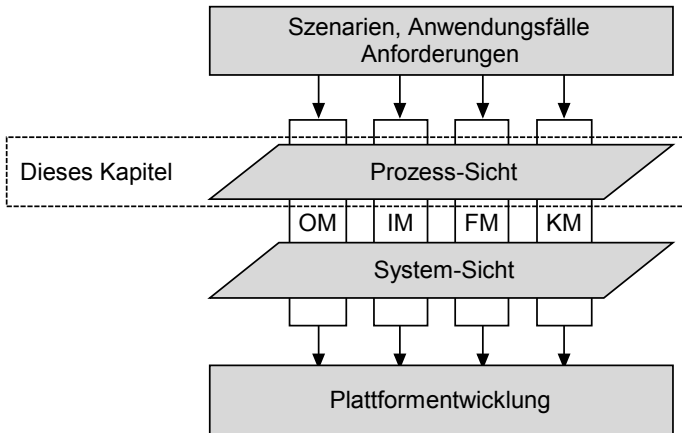 Szenarien, Anwendungsfälle
Anforderungen
Dieses Kapitel
Prozess-Sicht
OM IM FM KM
System-Sicht
Plattformentwicklung